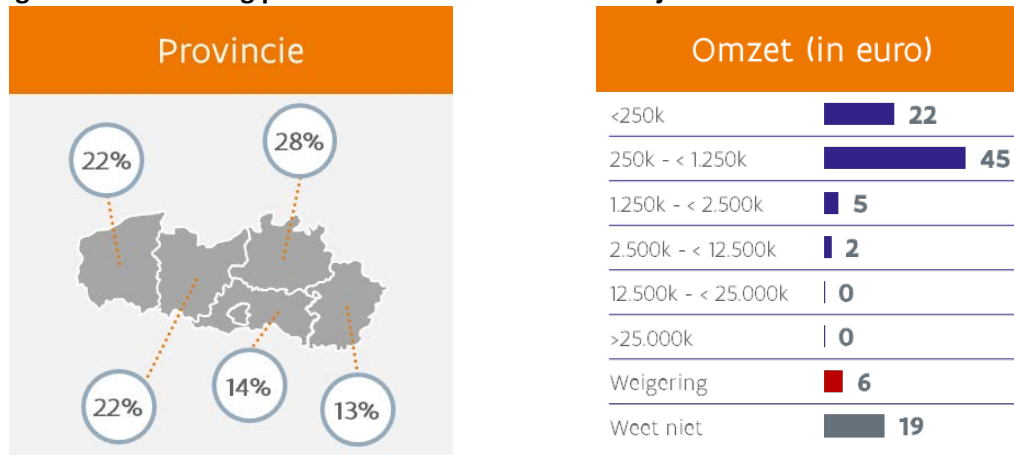 Provincie
22%
28%
22%
14%
13%
Omzet (in euro)
<250k 22
250k - < 1.250k 45
1.250k - < 2.500k 5
2.500k - < 12.500k 2
12.500k - < 25.000k 0
>25.000k 0
Weigering 6
Weet niet 19